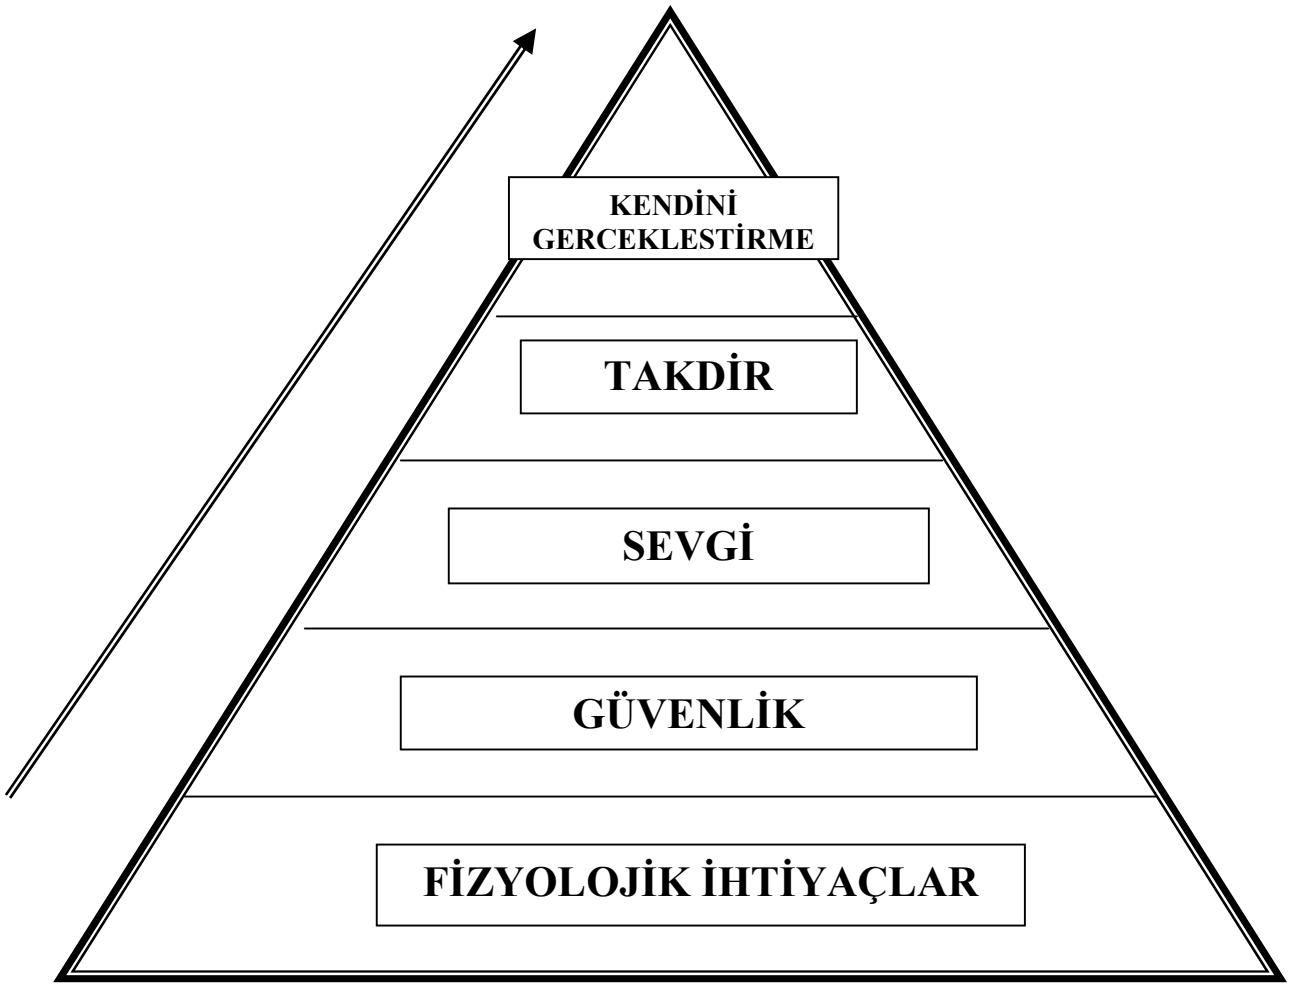 KENDİNİ
GERCEKLESTİRME
TAKDİR
SEVGİ
GÜVENLİK
FİZYOLOJİK İHTİYAÇLAR